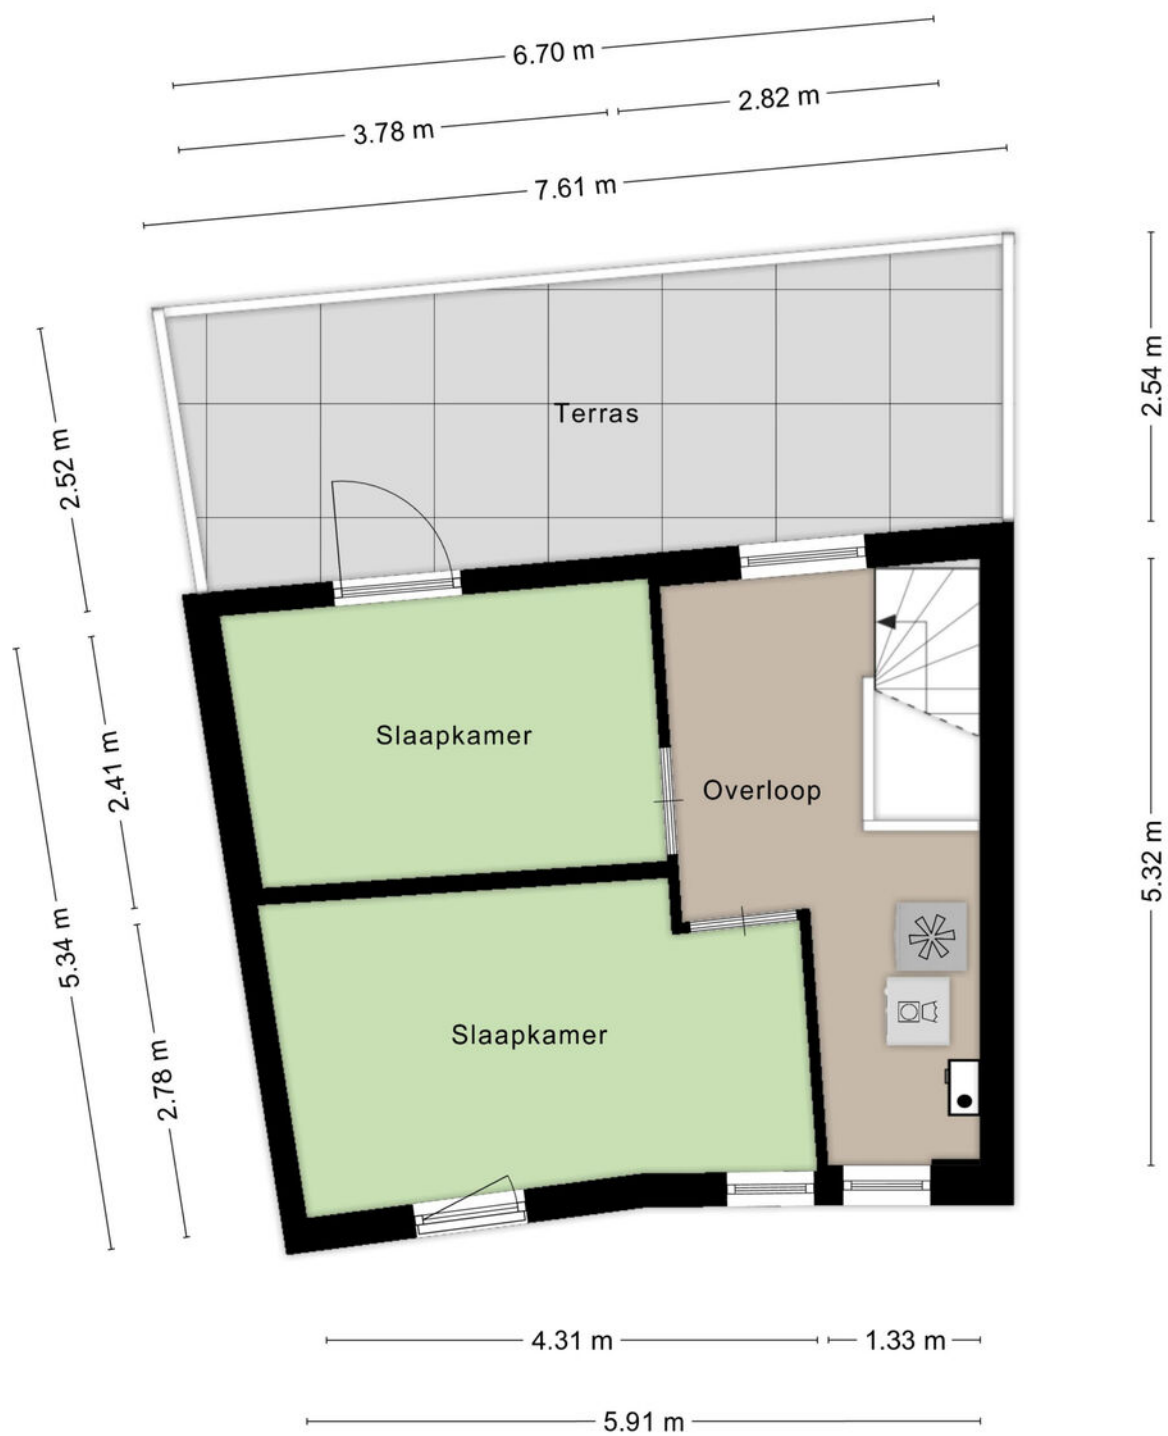 6.70 m
2.82 m
3.78 m
7.61 m
2.54 m
Terras
2.52 m
Slaapkamer
2.41 m
Overloop
5.32 m
5.34 m
Slaapkamer
2.78 m
4.31 m
1.33 m
5.91 m